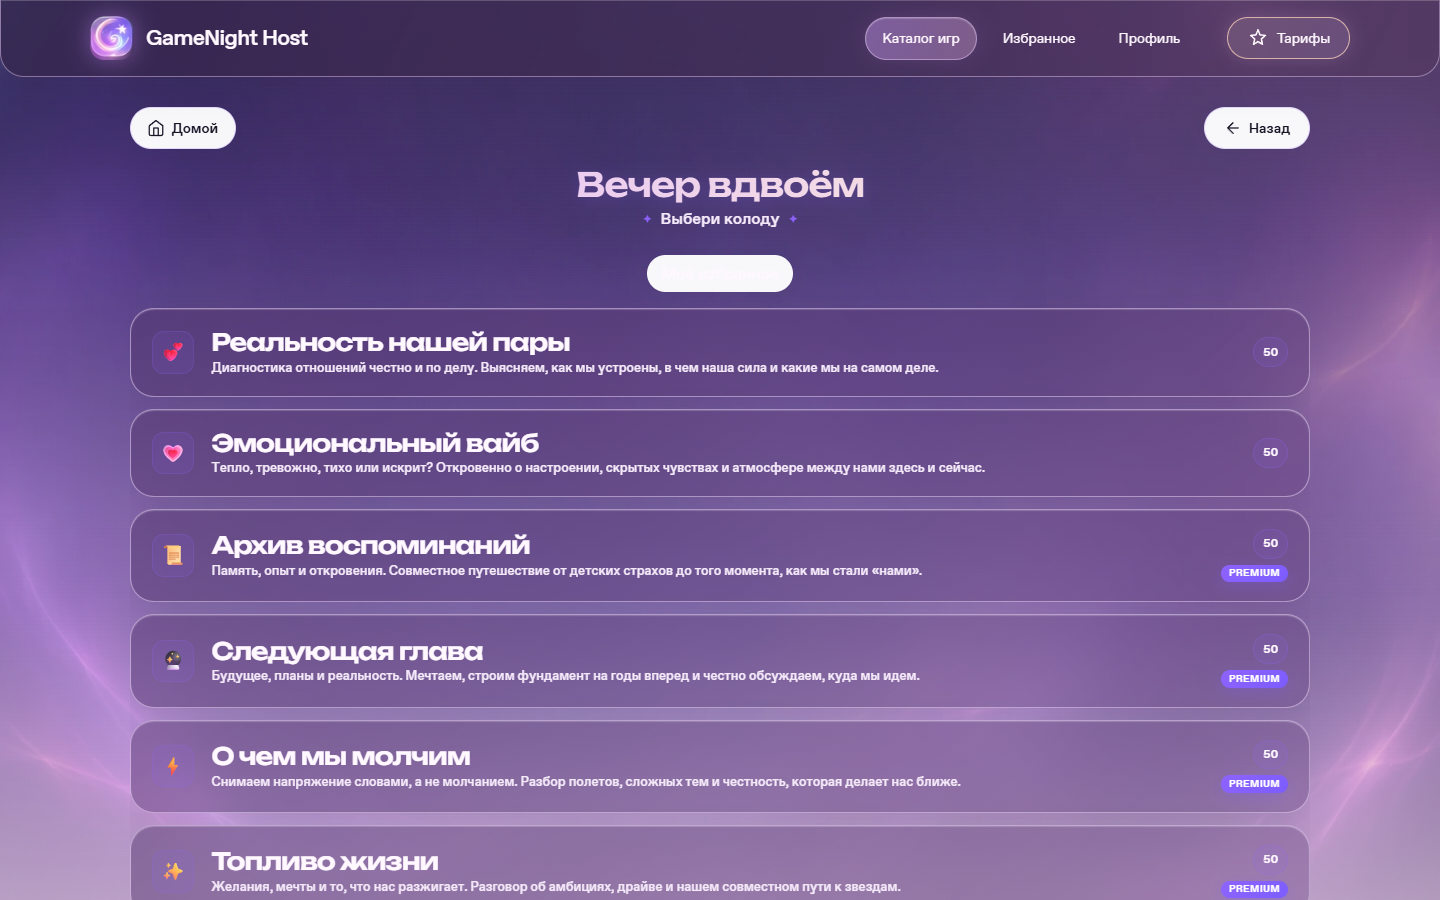 GameNight Host
Каталог игр
Избранное
Профиль
Тарифы
Домой
Назад
Вечер вдвоём
Выбери колоду
Реальность нашей пары
Диагностика отношений честно и по делу. Выясняем, как мы устроены, в чем наша сила и какие мы на самом деле.
50
Эмоциональный вайб
Тепло, тревожно, тихо или искрит? Откровенно о настроении, скрытых чувствах и атмосфере между нами здесь и сейчас.
50
Архив воспоминаний
Память, опыт и откровения. Совместное путешествие от детских страхов до того момента, как мы стали «нами».
50
PREMIUM
Следующая глава
Будущее, планы и реальность. Мечтаем, строим фундамент на годы вперед и честно обсуждаем, куда мы идем.
50
PREMIUM
О чем мы молчим
Снимаем напряжение словами, а не молчанием. Разбор полетов, сложных тем и честность, которая делает нас ближе.
50
PREMIUM
Топливо жизни
Желания, мечты и то, что нас разжигает. Разговор об амбициях, драйве и нашем совместном пути к звездам.
50
PREMIUM